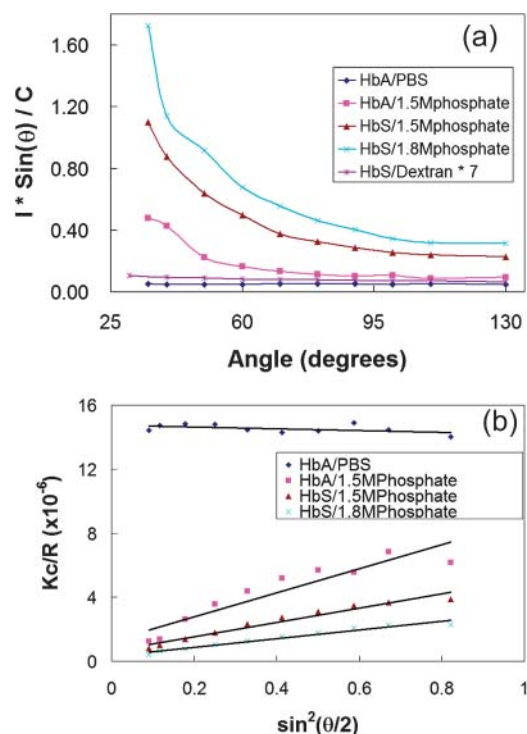 (a)
I * Sin(θ) / C
1.60
1.20
0.80
0.40
0.00
HbA/PBS
HbA/1.5Mphosphate
HbS/1.5Mphosphate
HbS/1.8Mphosphate
HbS/Dextran * 7
25 60 95 130
Angle (degrees)
(b)
Kc/R (x10⁻⁶)
16
12
8
4
0
HbA/PBS
HbA/1.5MPhosphate
HbS/1.5MPhosphate
HbS/1.8MPhosphate
0 0.2 0.4 0.6 0.8 1
sin²(θ/2)